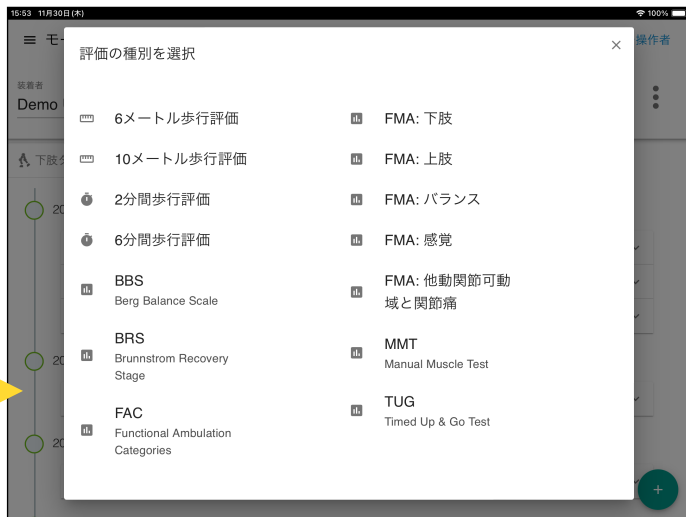 15:53 11月30日(木)
100%
モー
操作者
装着者
Demo
下肢
20
20
20
評価の種別を選択
6メートル歩行評価
10メートル歩行評価
2分間歩行評価
6分間歩行評価
BBS
Berg Balance Scale
BRS
Brunnstrom Recovery
Stage
FAC
Functional Ambulation
Categories
FMA: 下肢
FMA: 上肢
FMA: バランス
FMA: 感覚
FMA: 他動関節可動
域と関節痛
MMT
Manual Muscle Test
TUG
Timed Up & Go Test